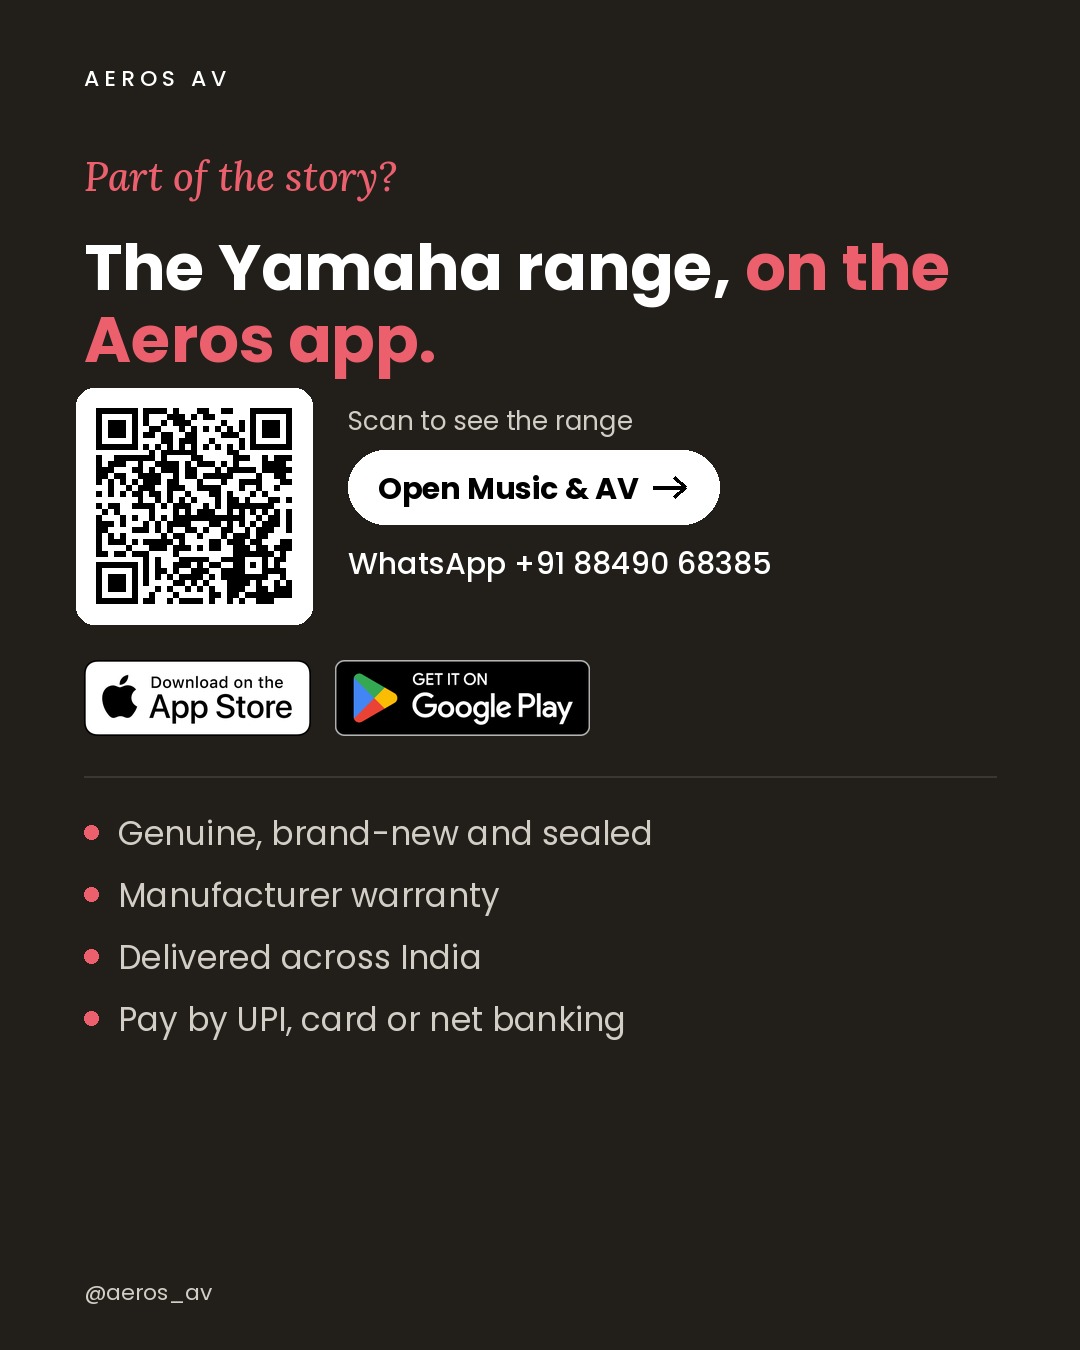 AEROS AV
Part of the story?
The Yamaha range, on the
Aeros app.
Scan to see the range
Open Music & AV →
WhatsApp +91 88490 68385
Download on the
App Store
GET IT ON
Google Play
Genuine, brand-new and sealed
Manufacturer warranty
Delivered across India
Pay by UPI, card or net banking
@aeros_av